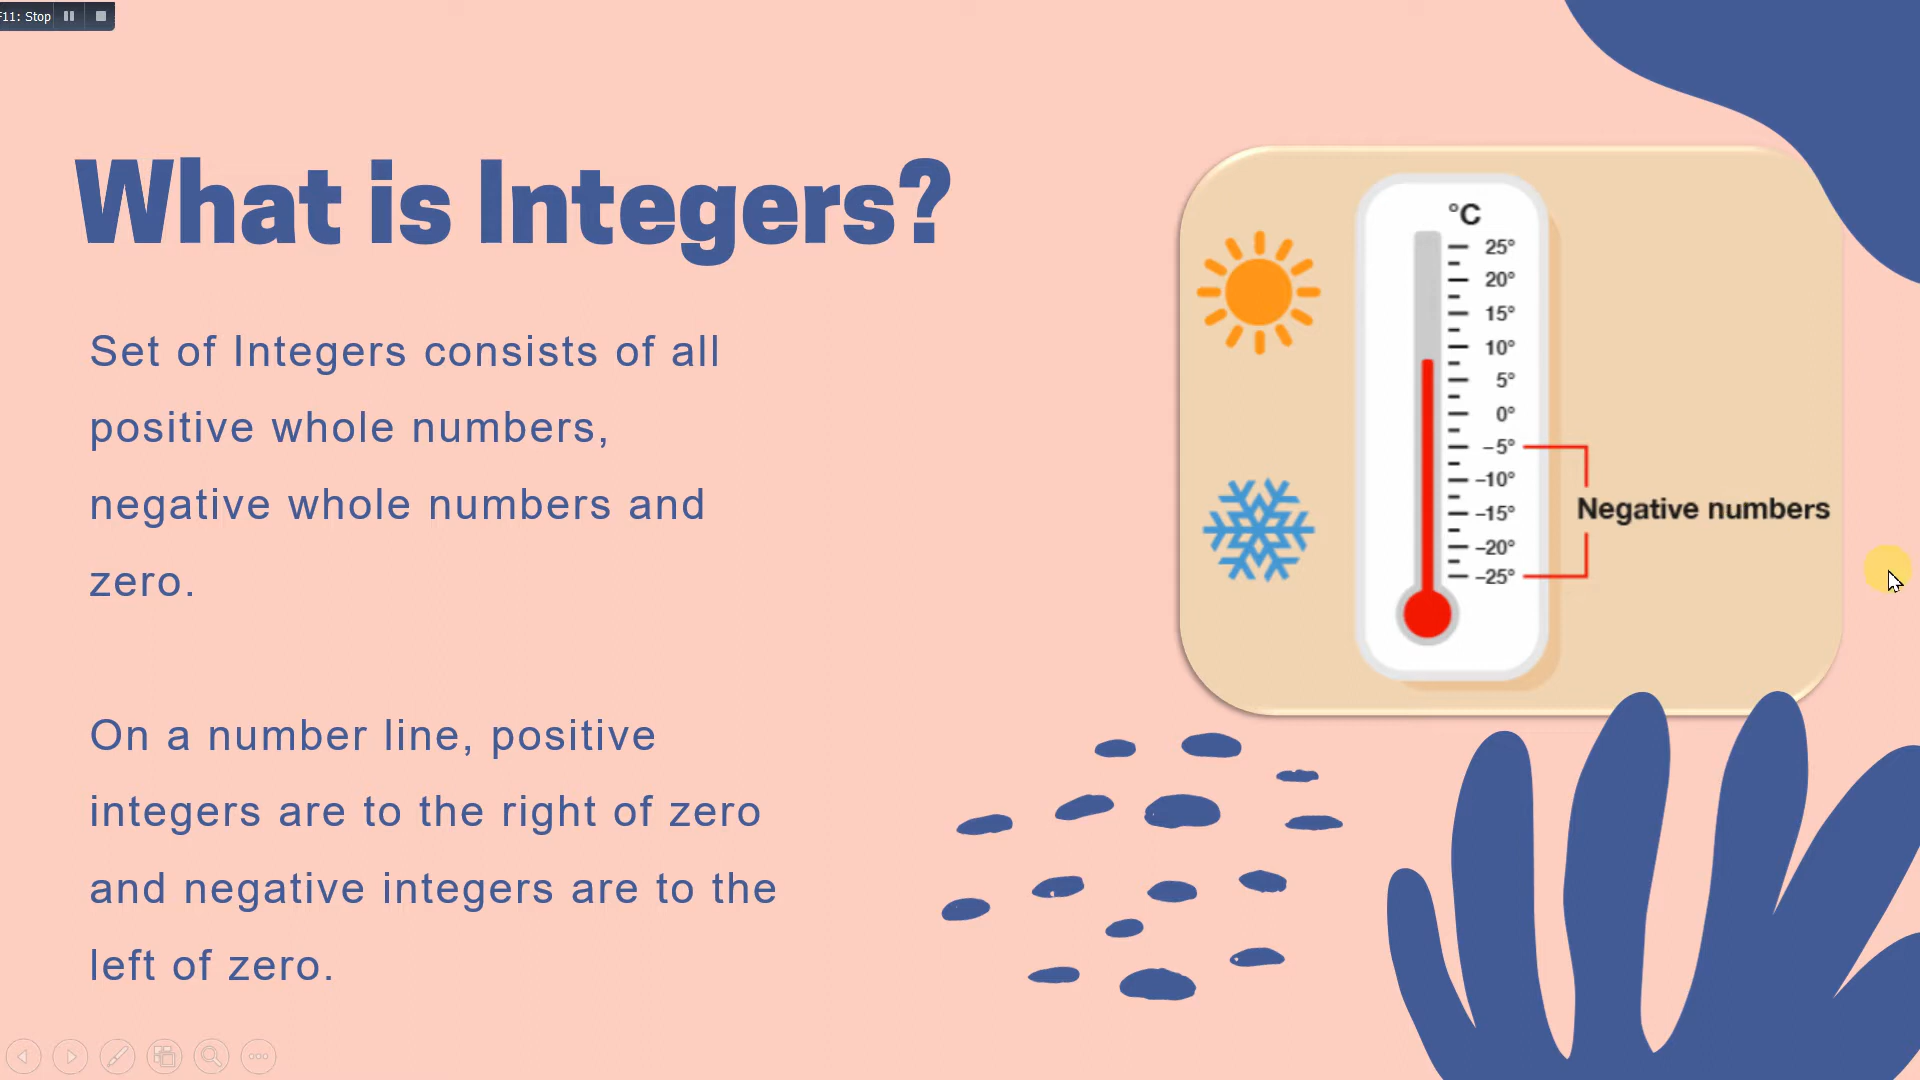 F11: Stop
What is Integers?
Set of Integers consists of all
positive whole numbers,
negative whole numbers and
zero.
On a number line, positive
integers are to the right of zero
and negative integers are to the
left of zero.
°C
25°
20°
15°
10°
5°
0°
–5°
–10°
–15°
–20°
–25°
Negative numbers